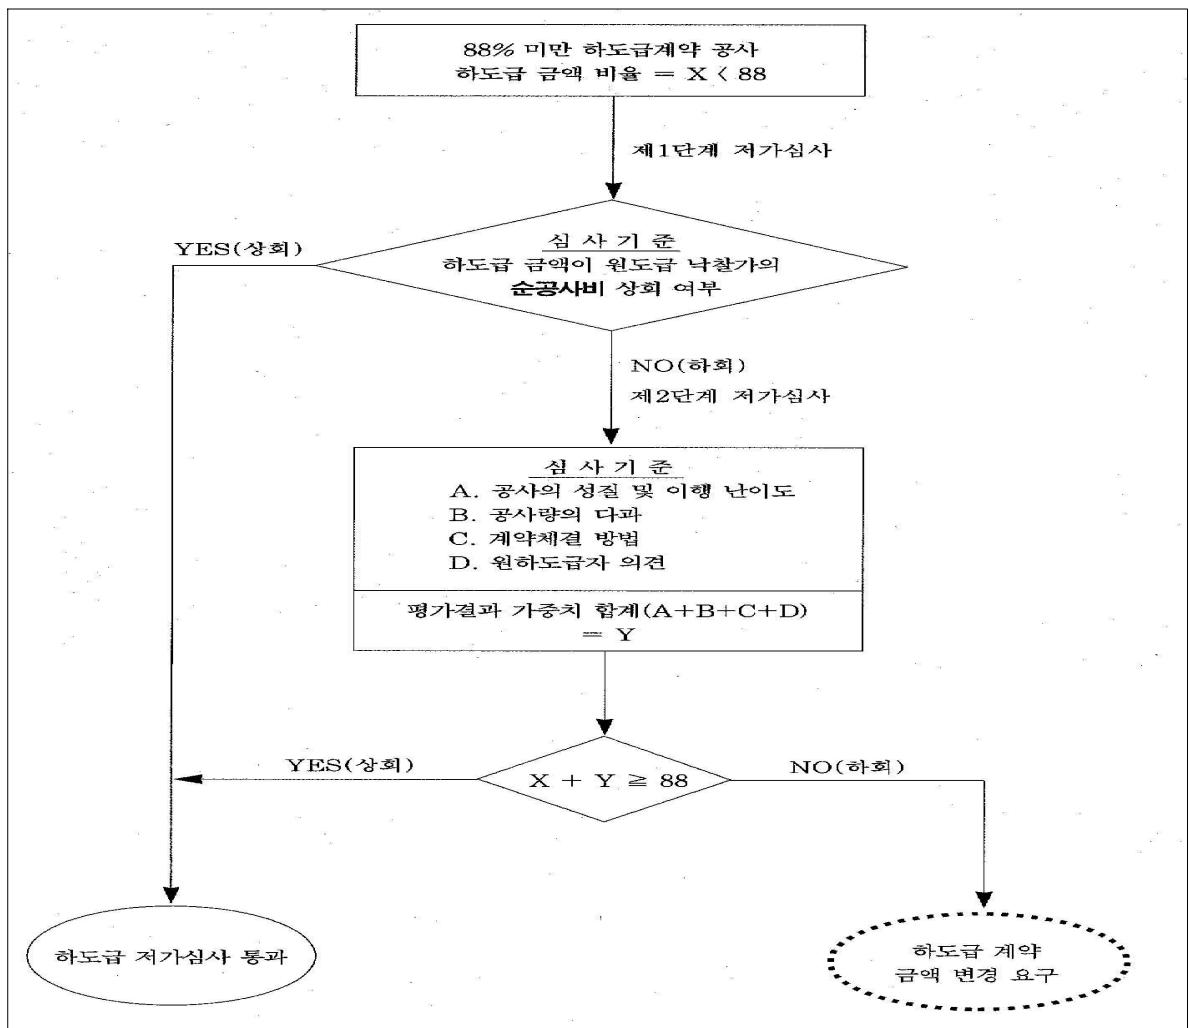 88% 미만 하도급계약 공사
하도급 금액 비율 = X < 88
제1단계 저가심사
심 사 기 준
YES(상회)
하도급 금액이 원도급 낙찰가의
순공사비 상회 여부
NO(하회)
제2단계 저가심사
심 사 기 준
A. 공사의 성질 및 이행 난이도
B. 공사량의 다과
C. 계약체결 방법
D. 원하도급자 의견
평가결과 가중치 합계(A+B+C+D)
= Y
YES(상회)
X + Y ≧ 88
NO(하회)
하도급 저가심사 통과
하도급 계약
금액 변경 요구